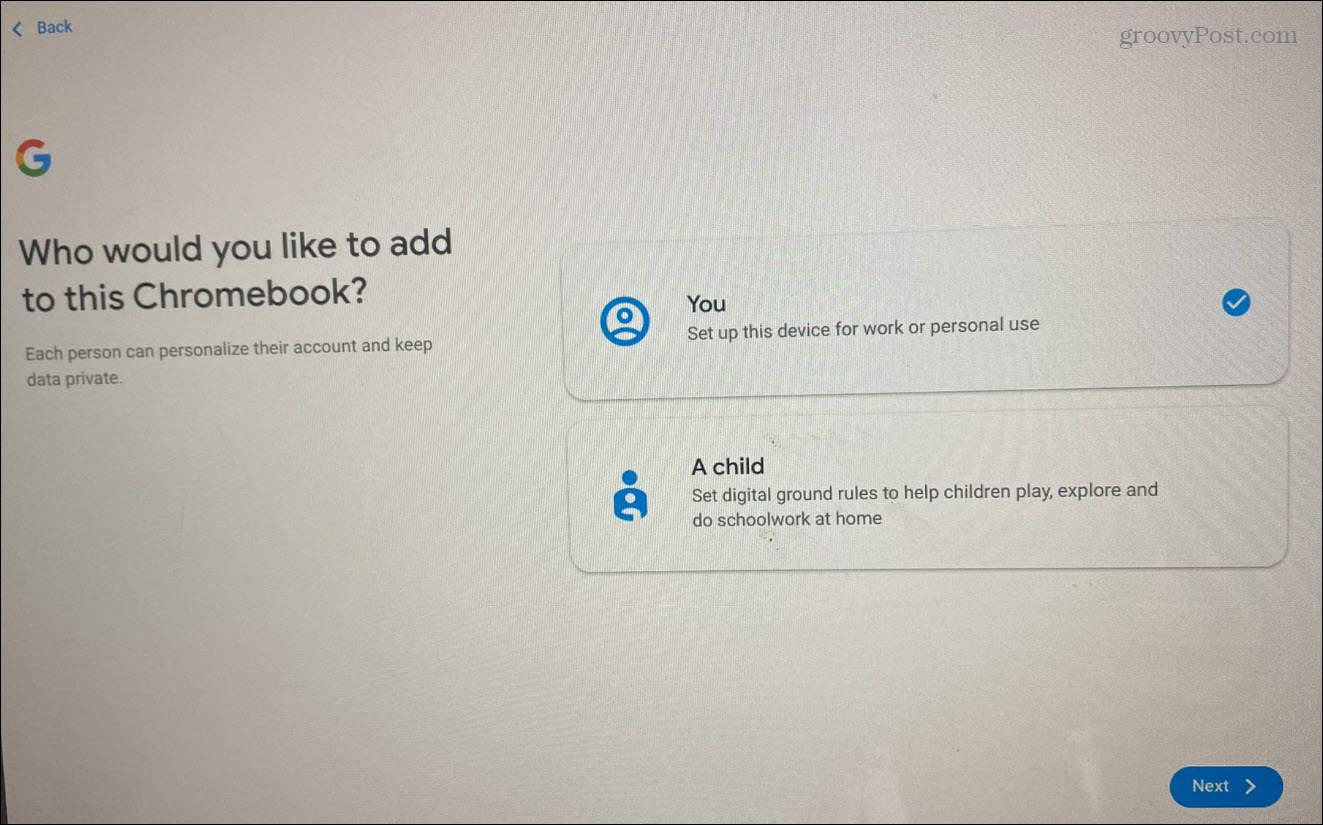 Back
groovyPost.com
Who would you like to add
to this Chromebook?
Each person can personalize their account and keep
data private.
You
Set up this device for work or personal use
A child
Set digital ground rules to help children play, explore and
do schoolwork at home
Next